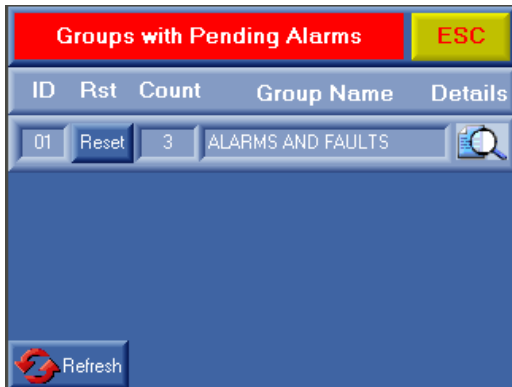 Groups with Pending Alarms ESC
ID Rst Count Group Name Details
01 Reset 3 ALARMS AND FAULTS
Refresh